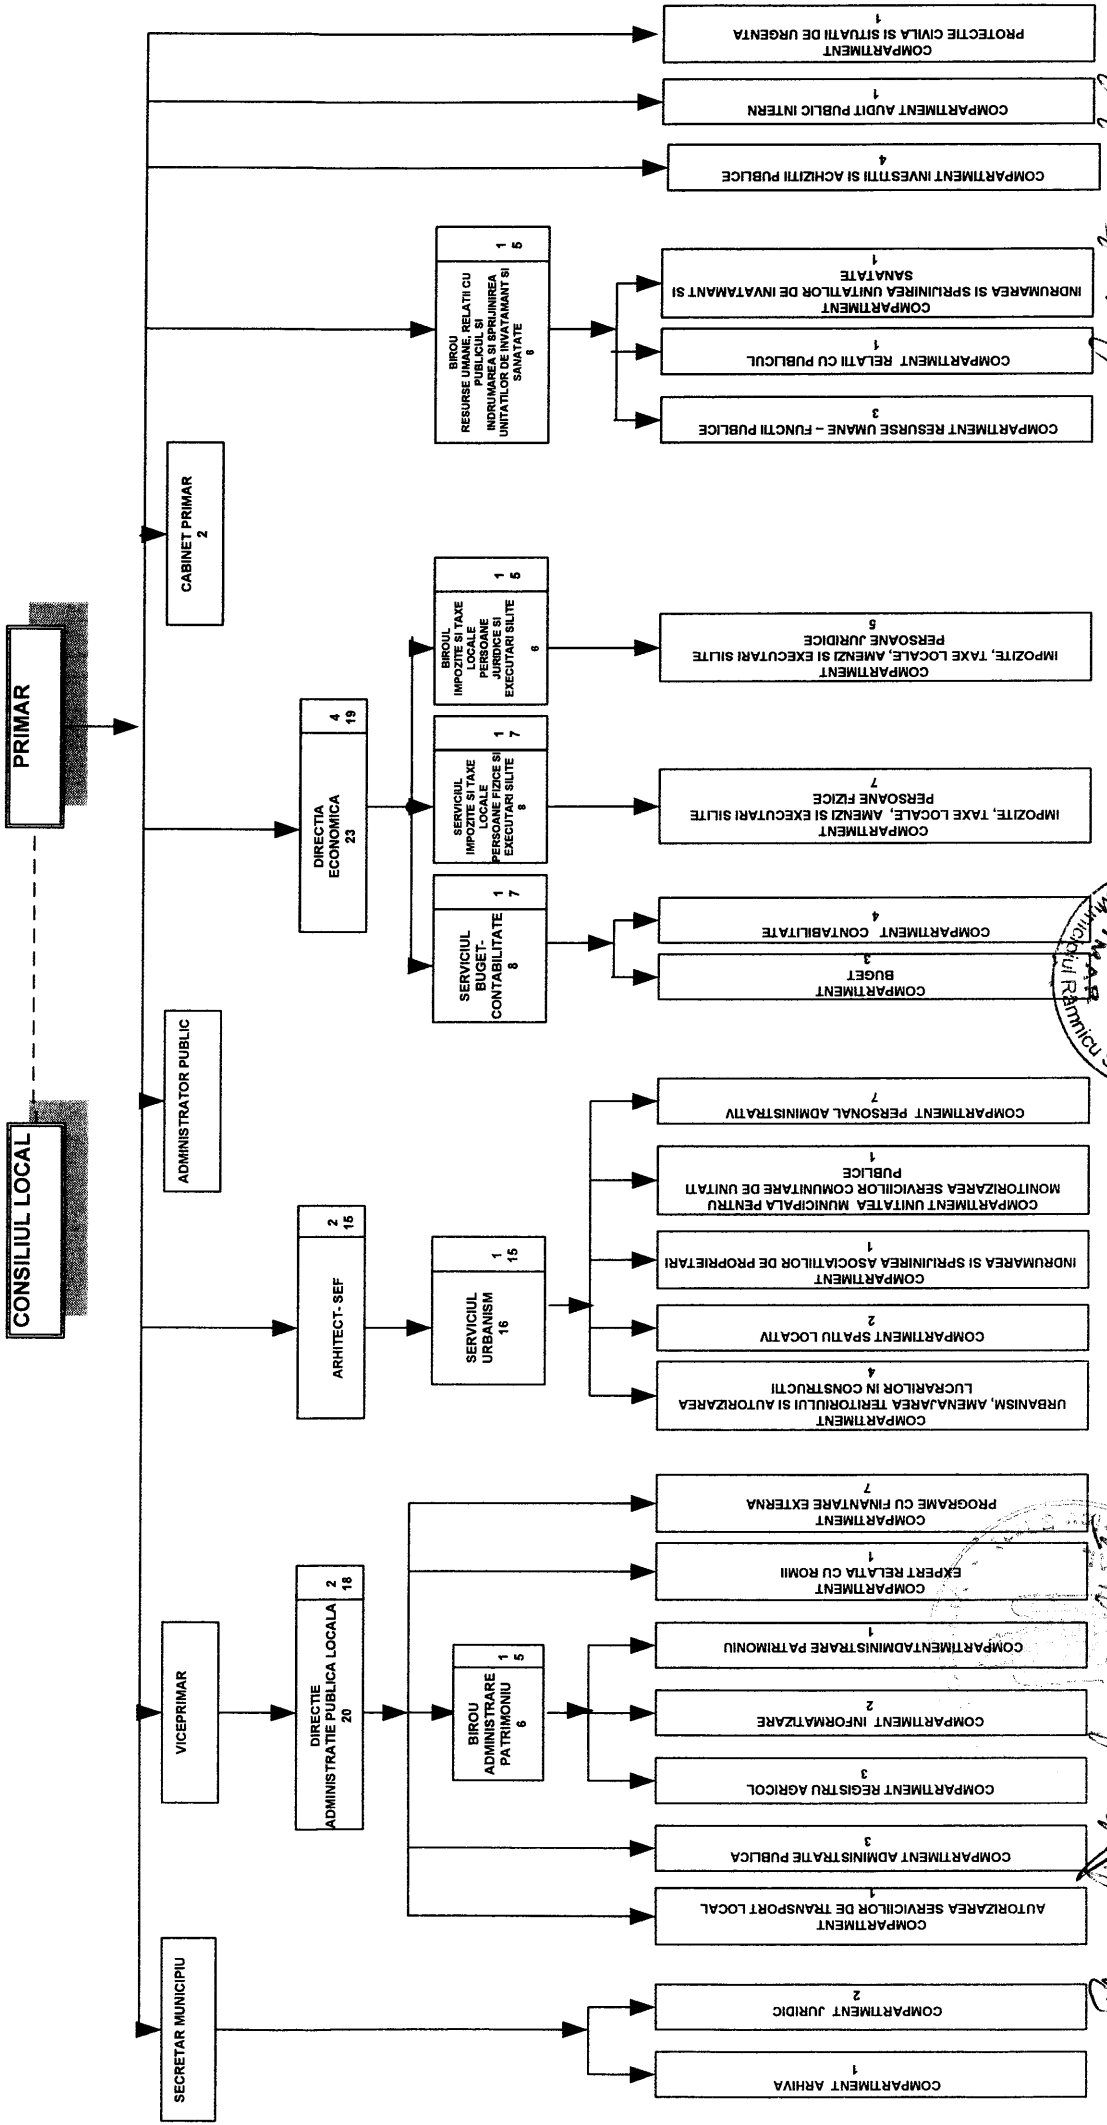 CONSILIUL LOCAL
PRIMAR
SECRETAR MUNICIPIU
VICEPRIMAR
ADMINISTRATOR PUBLIC
CABINET PRIMAR
2
DIRECTIE
ADMINISTRATIE PUBLICA LOCALA
20
2
18
ARHITECT- SEF
2
15
DIRECTIA
ECONOMICA
23
4
19
BIROU
ADMINISTRARE
PATRIMONIU
6
1
5
SERVICIUL
URBANISM
16
1
15
SERVICIUL
BUGET-
CONTABILITATE
8
1
7
SERVICIUL
IMPOZITE SI TAXE
LOCALE
PERSOANE FIZICE SI
EXECUTARI SILITE
8
1
7
BIROUL
IMPOZITE SI TAXE
LOCALE
PERSOANE
JURIDICE SI
EXECUTARI SILITE
6
1
5
BIROU
RESURSE UMANE, RELATII CU
PUBLICUL SI
INDRUMAREA SI SPRIJINIREA
UNITATILOR DE INVATAMANT SI
SANATATE
1
5
COMPARTIMENT ARHIVA
1
COMPARTIMENT JURIDIC
2
COMPARTIMENT
AUTORIZAREA SERVICIILOR DE TRANSPORT LOCAL
1
COMPARTIMENT ADMINISTRATIE PUBLICA
3
COMPARTIMENT REGISTRU AGRICOL
3
COMPARTIMENT INFORMATIZARE
2
COMPARTIMENTADMINISTRARE PATRIMONIU
1
COMPARTIMENT
EXPERT RELATIA CU ROMII
1
COMPARTIMENT
PROGRAME CU FINANTARE EXTERNA
7
COMPARTIMENT
URBANISM, AMENAJAREA TERITORIULUI SI AUTORIZAREA
LUCRARILOR IN CONSTRUCTII
4
COMPARTIMENT SPATIU LOCATIV
2
COMPARTIMENT
INDRUMAREA SI SPRIJINIREA ASOCIATIILOR DE PROPRIETARI
1
COMPARTIMENT UNITATEA MUNICIPALA PENTRU
MONITORIZAREA SERVICIILOR COMUNITARE DE UNITATI
PUBLICE
1
COMPARTIMENT PERSONAL ADMINISTRATIV
7
COMPARTIMENT
BUGET
3
COMPARTIMENT CONTABILITATE
4
COMPARTIMENT
IMPOZITE, TAXE LOCALE, AMENZI SI EXECUTARI SILITE
PERSOANE FIZICE
7
COMPARTIMENT
IMPOZITE, TAXE LOCALE, AMENZI SI EXECUTARI SILITE
PERSOANE JURIDICE
5
COMPARTIMENT RESURSE UMANE – FUNCTII PUBLICE
3
COMPARTIMENT RELATII CU PUBLICUL
1
COMPARTIMENT
INDRUMAREA SI SPRIJINIREA UNITATILOR DE INVATAMANT SI
SANATATE
1
COMPARTIMENT INVESTITII SI ACHIZITII PUBLICE
4
COMPARTIMENT AUDIT PUBLIC INTERN
1
COMPARTIMENT
PROTECTIE CIVILA SI SITUATII DE URGENTA
1
Municipiul Râmnicu